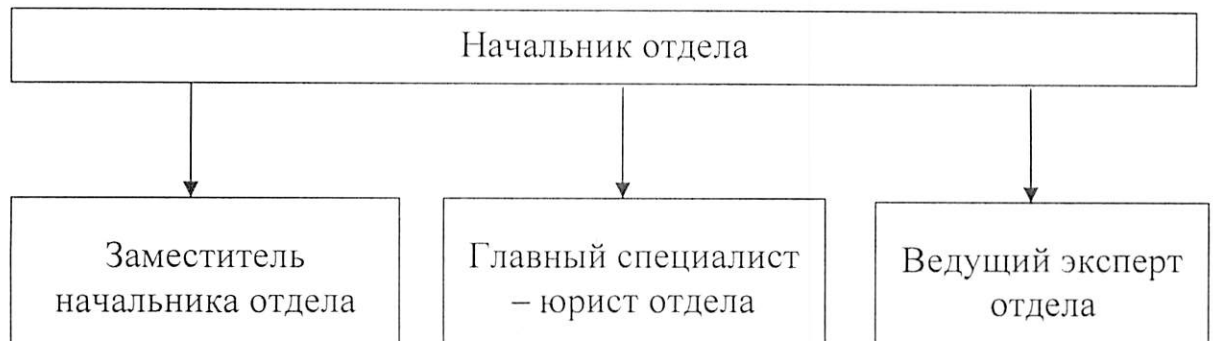 Начальник отдела
Заместитель
начальника отдела
Главный специалист
– юрист отдела
Ведущий эксперт
отдела